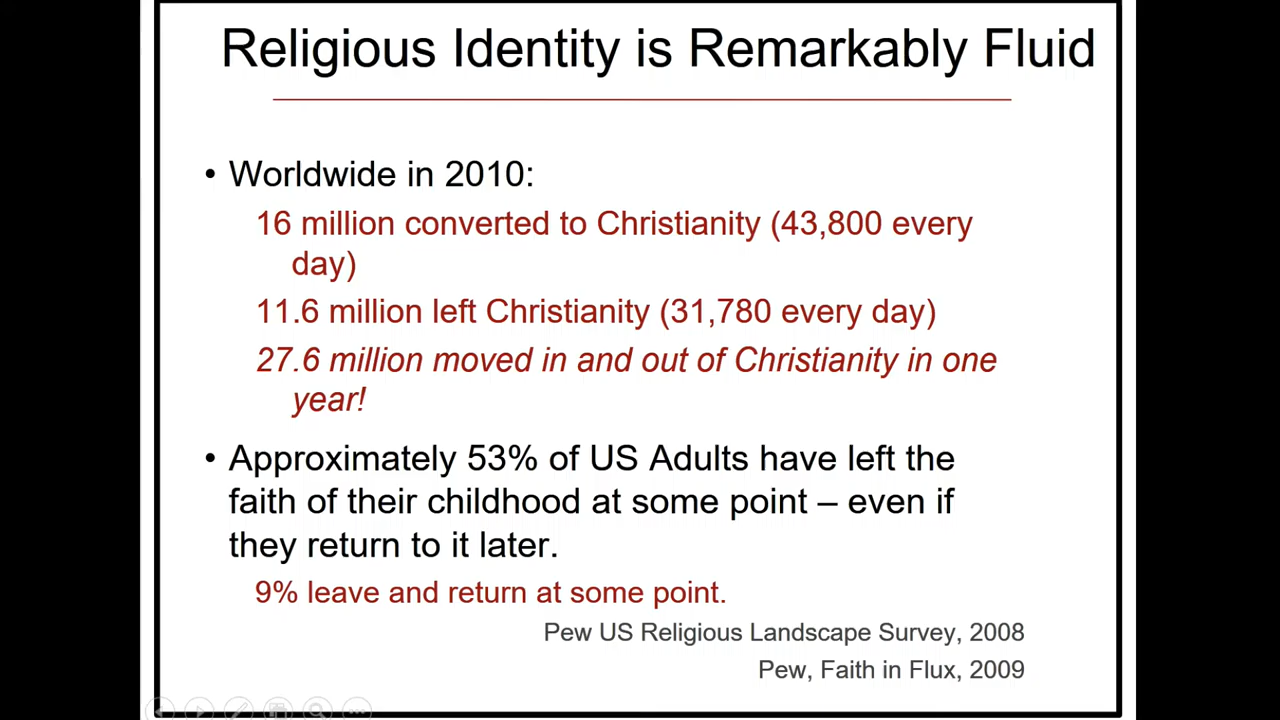 Religious Identity is Remarkably Fluid
• Worldwide in 2010:
16 million converted to Christianity (43,800 every
day)
11.6 million left Christianity (31,780 every day)
27.6 million moved in and out of Christianity in one
year!
• Approximately 53% of US Adults have left the
faith of their childhood at some point – even if
they return to it later.
9% leave and return at some point.
Pew US Religious Landscape Survey, 2008
Pew, Faith in Flux, 2009